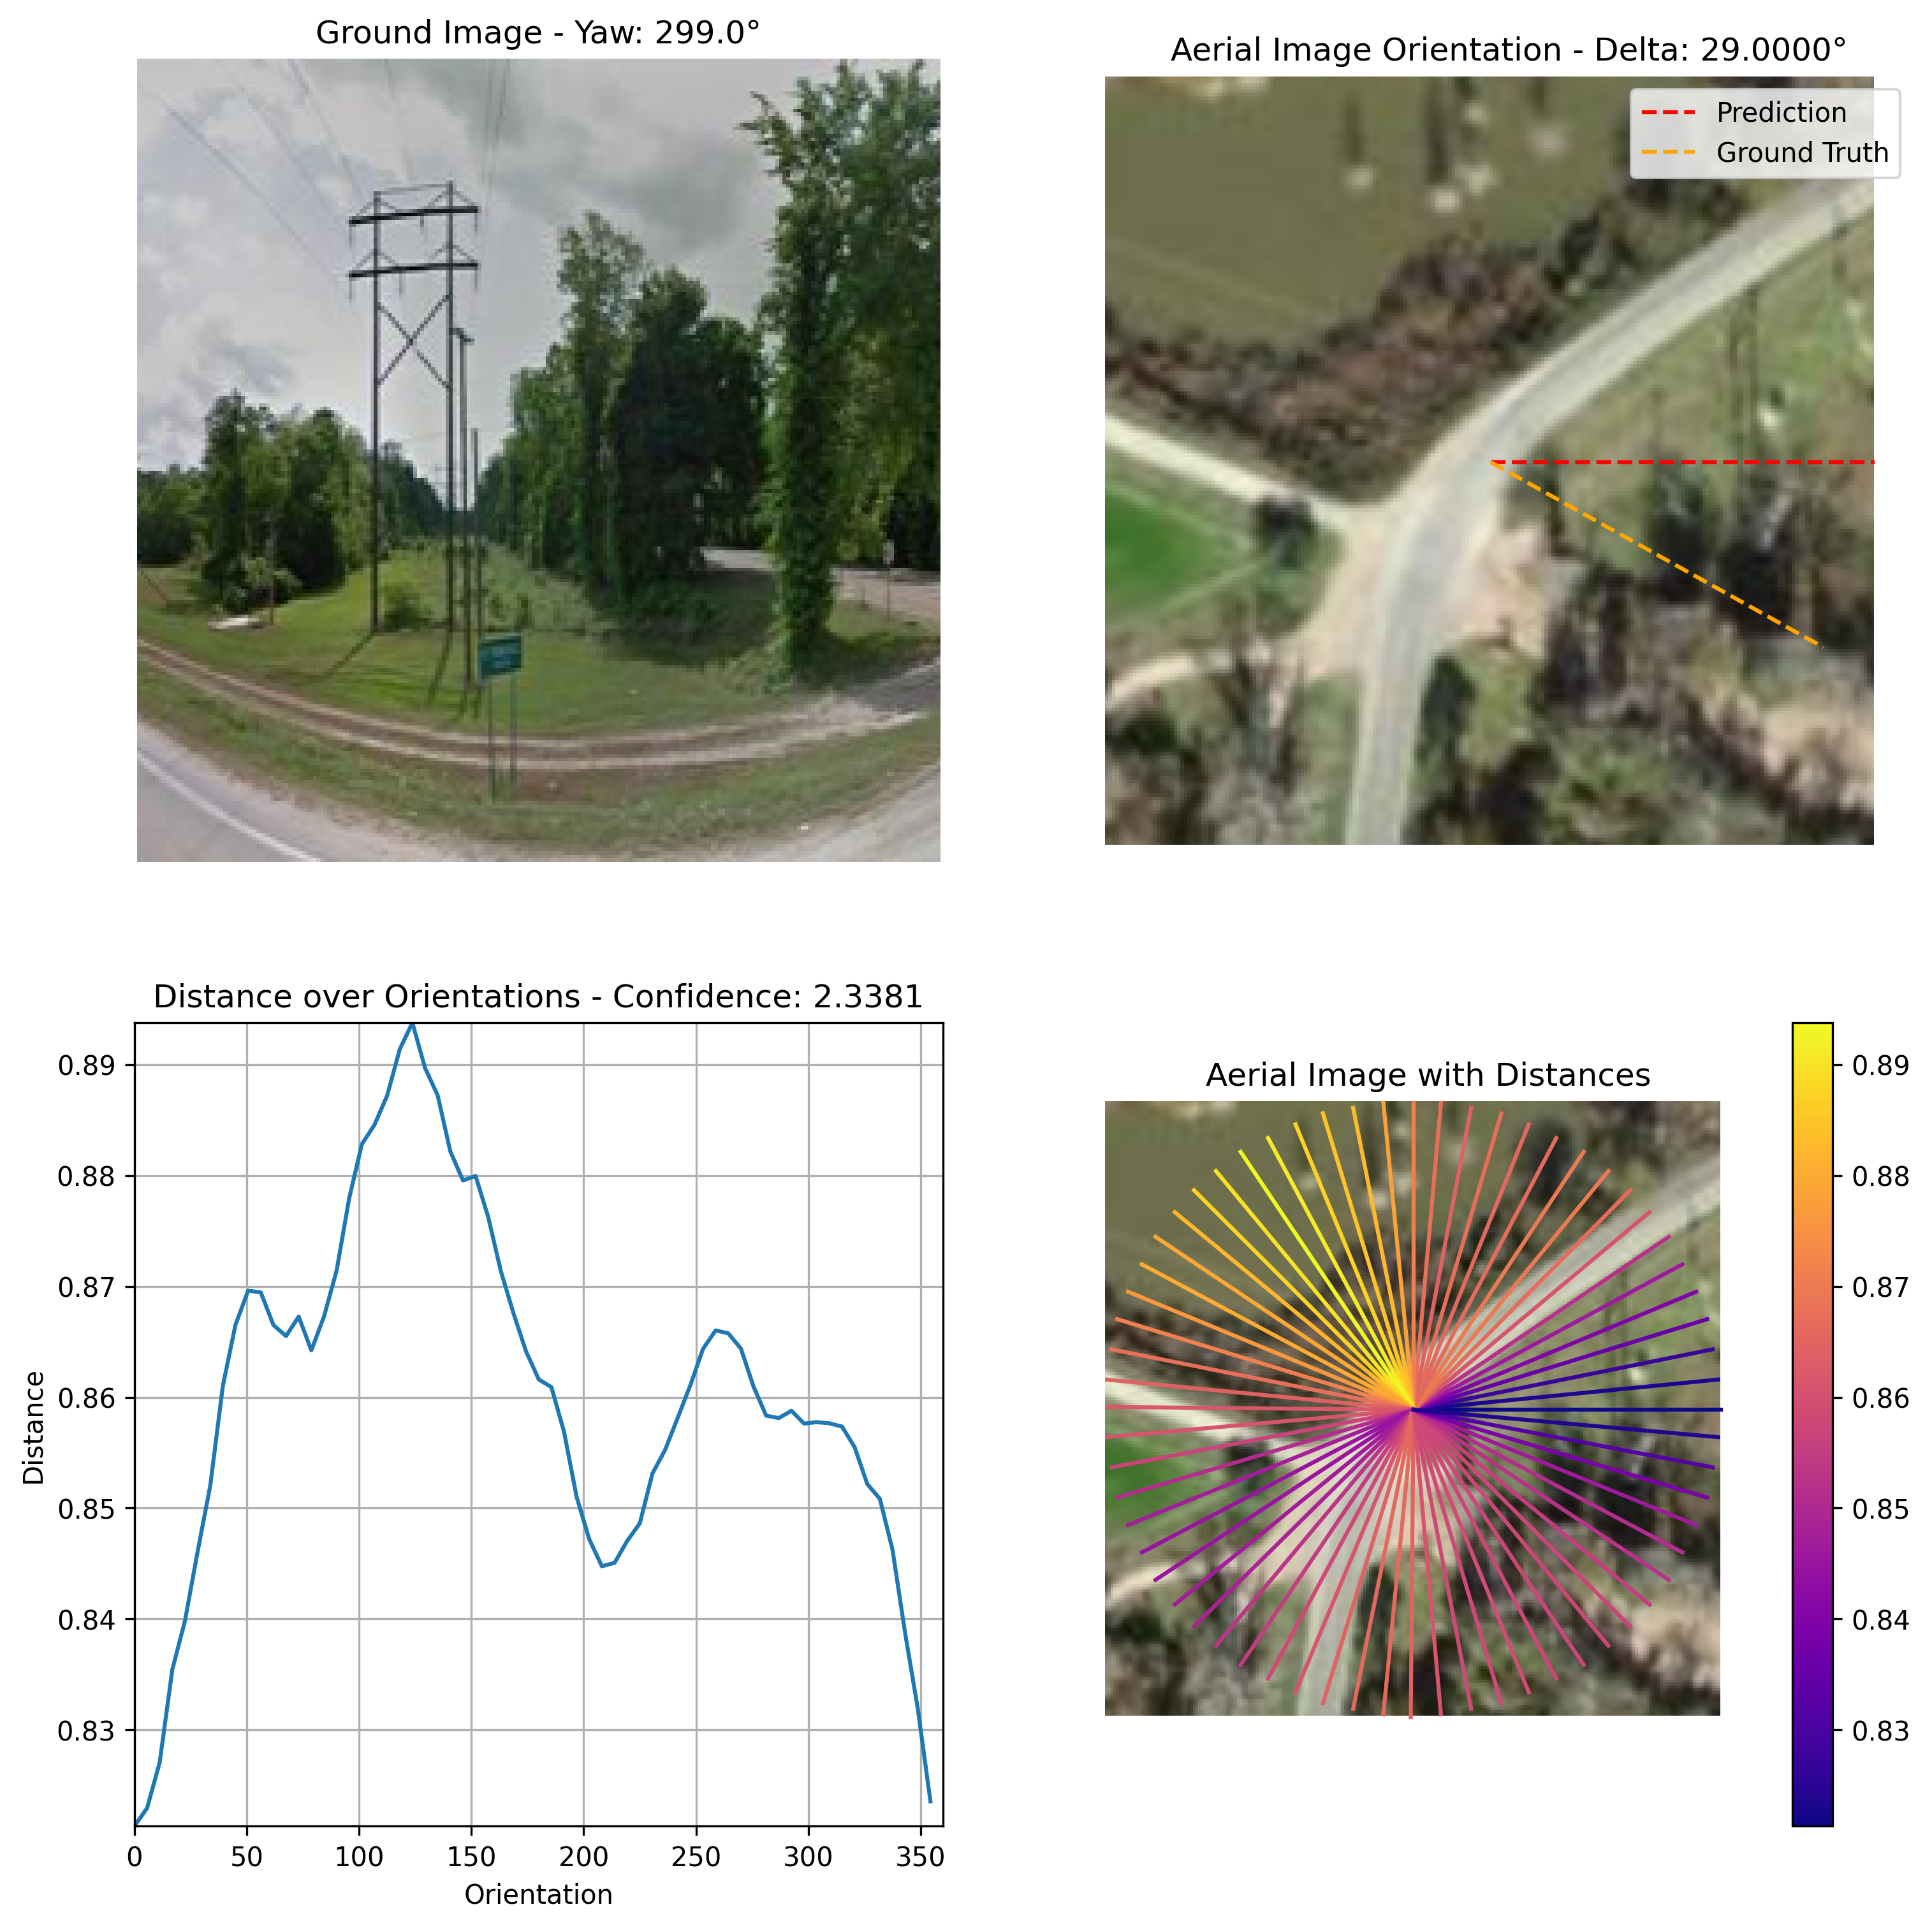 Ground Image - Yaw: 299.0°
Aerial Image Orientation - Delta: 29.0000°
Prediction
Ground Truth
Distance over Orientations - Confidence: 2.3381
0.89
0.88
0.87
0.86
0.85
0.84
0.83
Distance
0
50
100
150
200
250
300
350
Orientation
Aerial Image with Distances
0.89
0.88
0.87
0.86
0.85
0.84
0.83